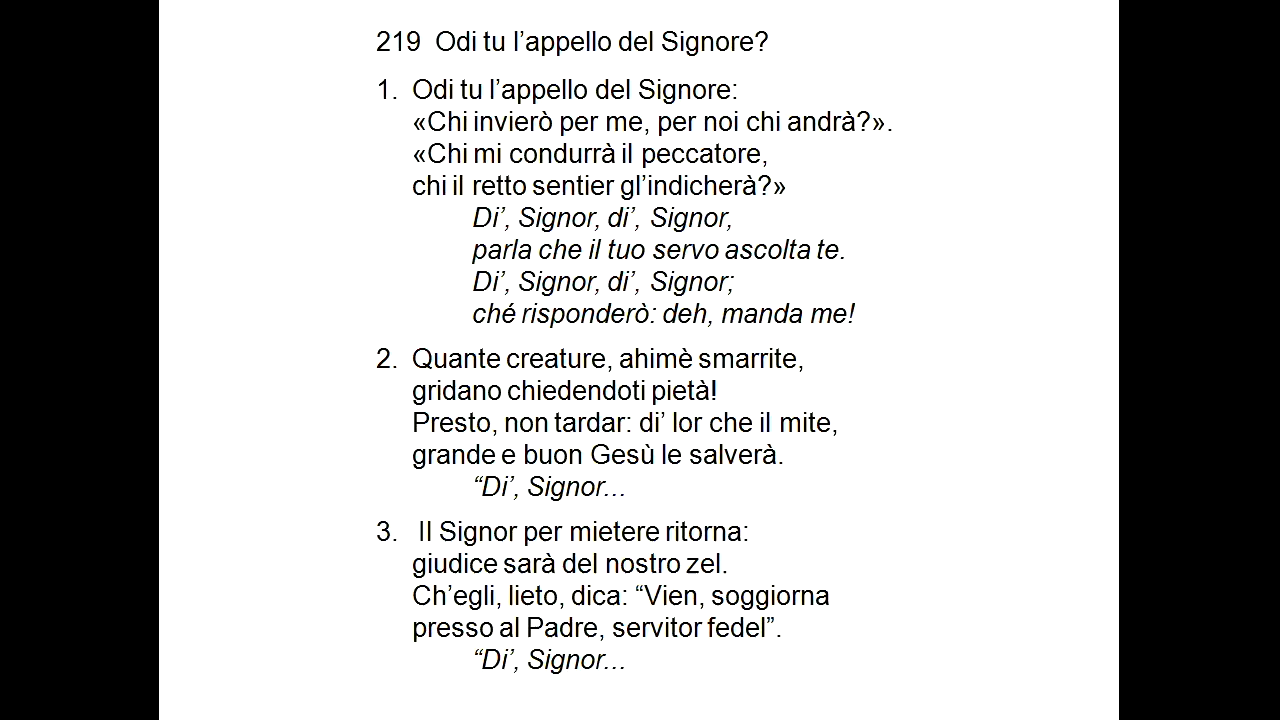 219 Odi tu l’appello del Signore?
1. Odi tu l’appello del Signore:
«Chi invierò per me, per noi chi andrà?».
«Chi mi condurrà il peccatore,
chi il retto sentier gl’indicherà?»
Di’, Signor, di’, Signor,
parla che il tuo servo ascolta te.
Di’, Signor, di’, Signor;
ché risponderò: deh, manda me!
2. Quante creature, ahimè smarrite,
gridano chiedendoti pietà!
Presto, non tardar: di’ lor che il mite,
grande e buon Gesù le salverà.
“Di’, Signor...
3. Il Signor per mietere ritorna:
giudice sarà del nostro zel.
Ch’egli, lieto, dica: “Vien, soggiorna
presso al Padre, servitor fedel”.
“Di’, Signor...